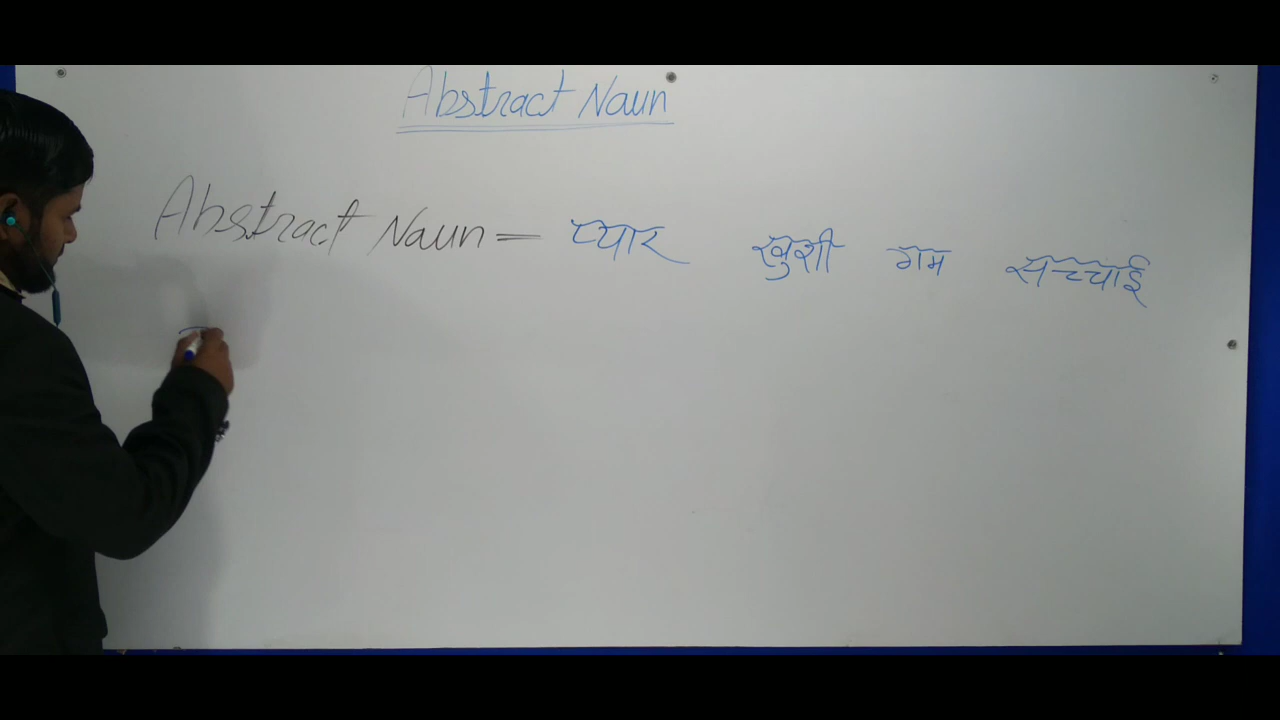 Abstract Naun
Abstract Naun = प्यार खुशी गम सच्चाई